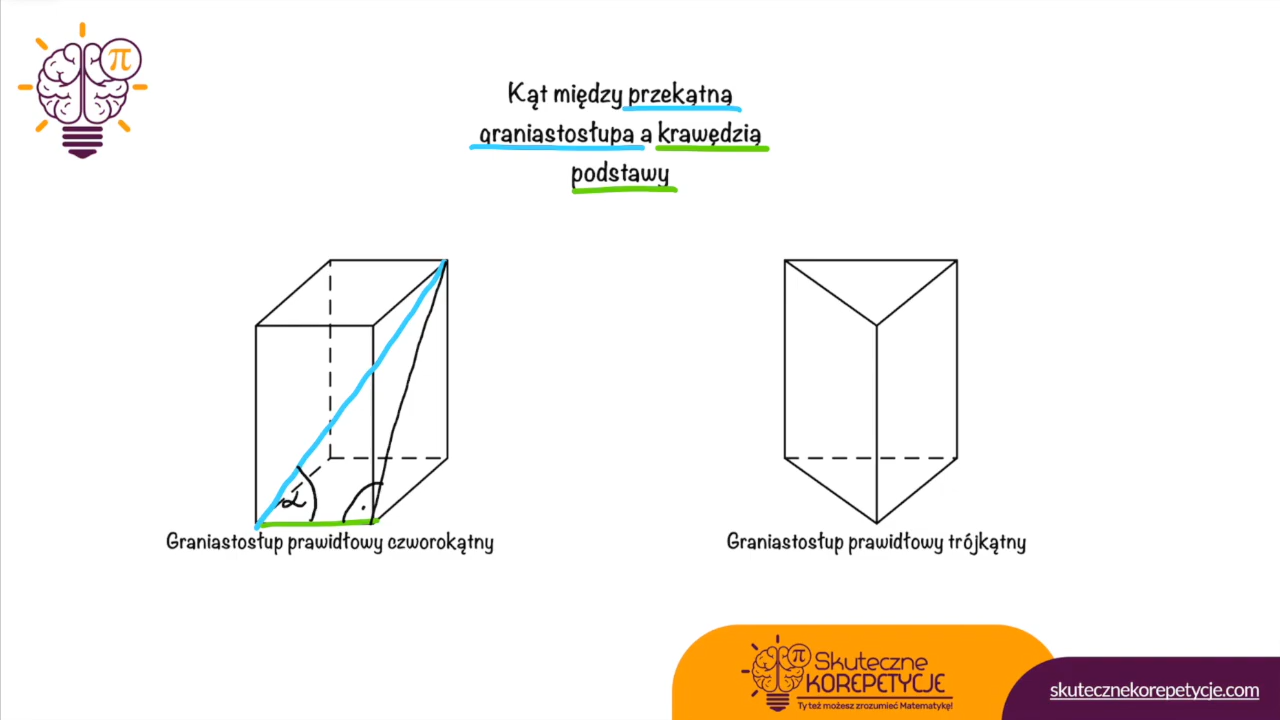 π
Kąt między przekątną
graniastosłupa a krawędzią
podstawy
α
Graniastosłup prawidłowy czworokątny
Graniastosłup prawidłowy trójkątny
π
Skuteczne
KOREPETYCJE
Ty też możesz zrozumieć Matematykę!
skutecznekorepetycje.com